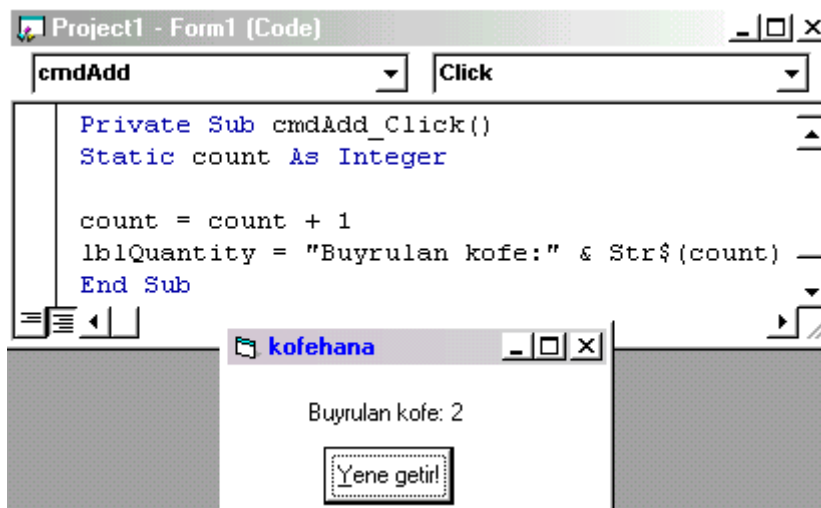 Project1 - Form1 (Code)
cmdAdd Click
Private Sub cmdAdd_Click()
Static count As Integer
count = count + 1
lblQuantity = "Buyrulan kofe:" & Str$(count)
End Sub
kofehana
Buyrulan kofe: 2
Yene getir!